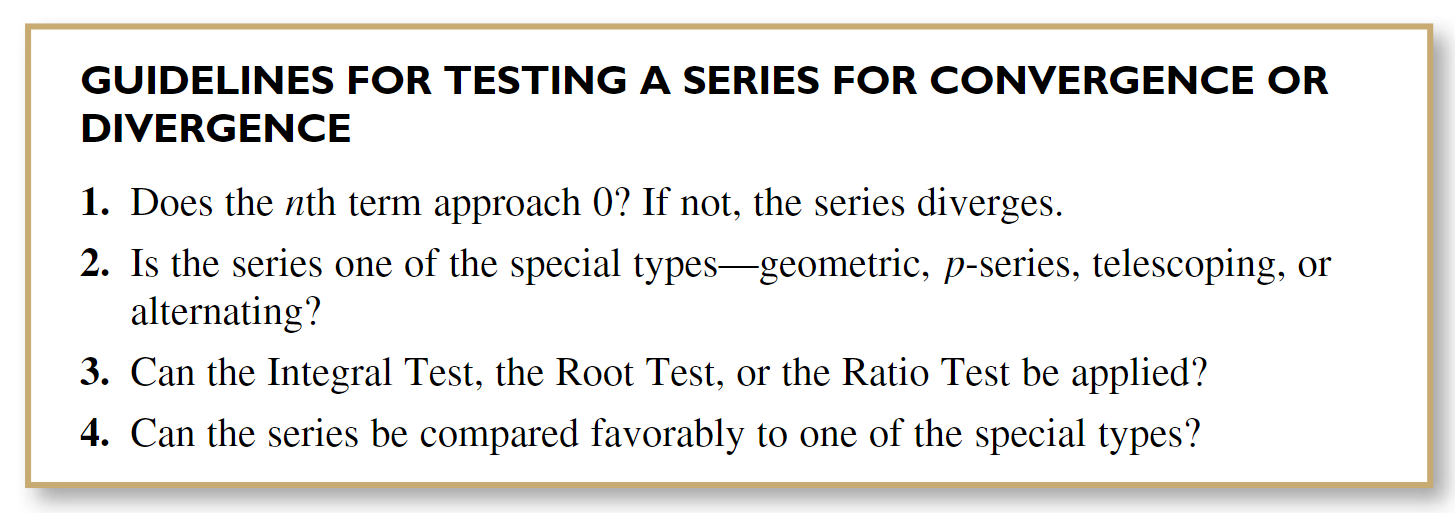 GUIDELINES FOR TESTING A SERIES FOR CONVERGENCE OR
DIVERGENCE
1. Does the nth term approach 0? If not, the series diverges.
2. Is the series one of the special types—geometric, p-series, telescoping, or
alternating?
3. Can the Integral Test, the Root Test, or the Ratio Test be applied?
4. Can the series be compared favorably to one of the special types?